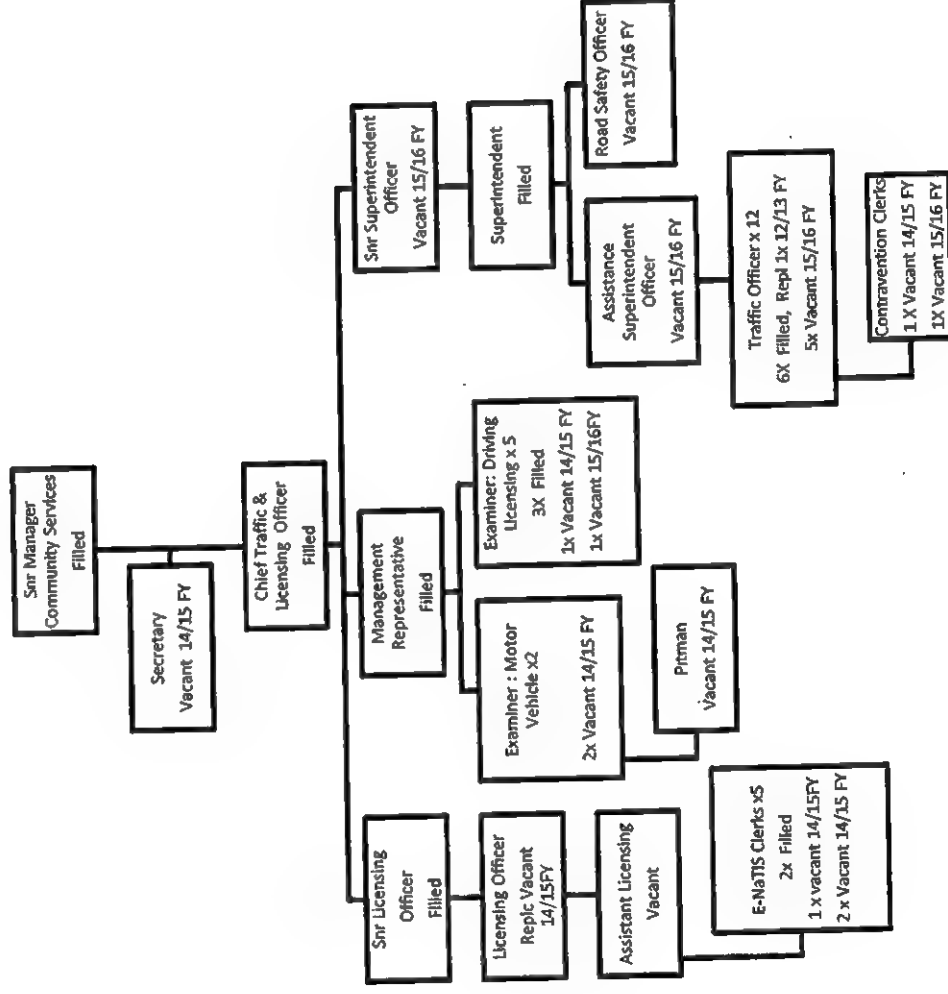 Snr Manager
Community Services
Filled
Secretary
Vacant 14/15 FY
Chief Traffic &
Licensing Officer
Filled
Snr Licensing
Officer
Filled
Licensing Officer
Replc Vacant
14/15FY
Assistant Licensing
Vacant
E-NaTIS Clerks x5
2x Filled
1 x vacant 14/15FY
2 x Vacant 14/15 FY
Management
Representative
Filled
Examiner : Motor
Vehicle x2
2x Vacant 14/15 FY
Pitman
Vacant 14/15 FY
Examiner: Driving
Licensing x 5
3X Filled
1x Vacant 14/15 FY
1x Vacant 15/16FY
Snr Superintendent
Officer
Vacant 15/16 FY
Superintendent
Filled
Assistance
Superintendent
Officer
Vacant 15/16 FY
Traffic Officer x 12
6X Filled, Repl 1x 12/13 FY
5x Vacant 15/16 FY
Contravention Clerks
1 X Vacant 14/15 FY
1X Vacant 15/16 FY
Road Safety Officer
Vacant 15/16 FY